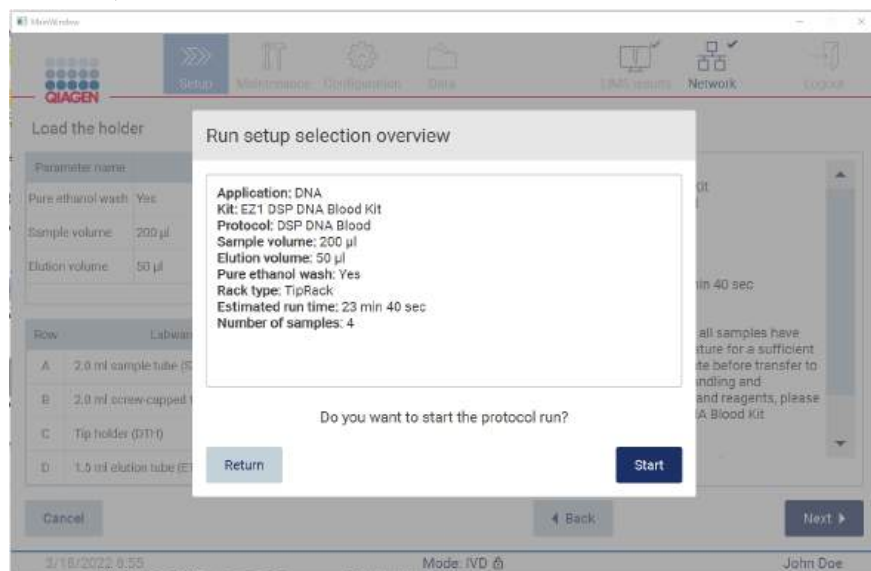 MainWindow
QIAGEN
Setup
Maintenance
Configuration
Data
LIMS results
Network
Logout
Load the holder
Run setup selection overview
Parameter name
Pure ethanol wash Yes
Sample volume 200 µl
Elution volume 50 µl
Application: DNA
Kit: EZ1 DSP DNA Blood Kit
Protocol: DSP DNA Blood
Sample volume: 200 µl
Elution volume: 50 µl
Pure ethanol wash: Yes
Rack type: TipRack
Estimated run time: 23 min 40 sec
Number of samples: 4
in 40 sec
Row
A 2.0 ml sample tube
B 2.0 ml screw-capped
C Tip holder (DTH)
D 1.5 ml elution tube
all samples have
for a sufficient
before transfer to
and
and reagents, please
Blood Kit
Do you want to start the protocol run?
Return
Start
Cancel
Back
Next
3/18/2022 8:55
Mode: IVD
John Doe